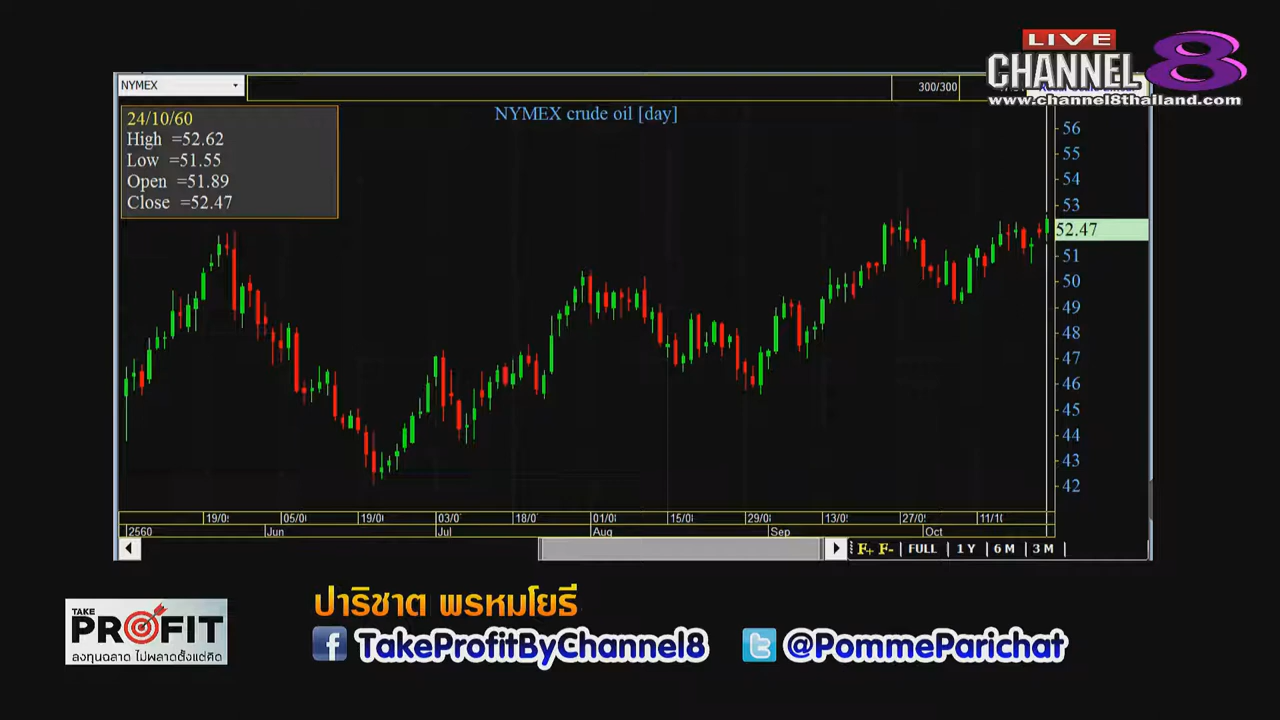 LIVE
CHANNEL 8
www.channel8thailand.com
NYMEX
300/300
NYMEX crude oil [day]
24/10/60
High =52.62
Low =51.55
Open =51.89
Close =52.47
56
55
54
53
52.47
51
50
49
48
47
46
45
44
43
42
19/0 05/0 19/0 03/0 18/0 01/0 15/0 29/0 13/0 27/0 11/10
2560 Jun Jul Aug Sep Oct
F+ F- FULL 1 Y 6 M 3 M
TAKE
PROFIT
ลงทุนฉลาด ไม่พลาดตั้งแต่คิด
ปาริชาต พรหมโยธี
f TakeProfitByChannel8
t @PommeParichat